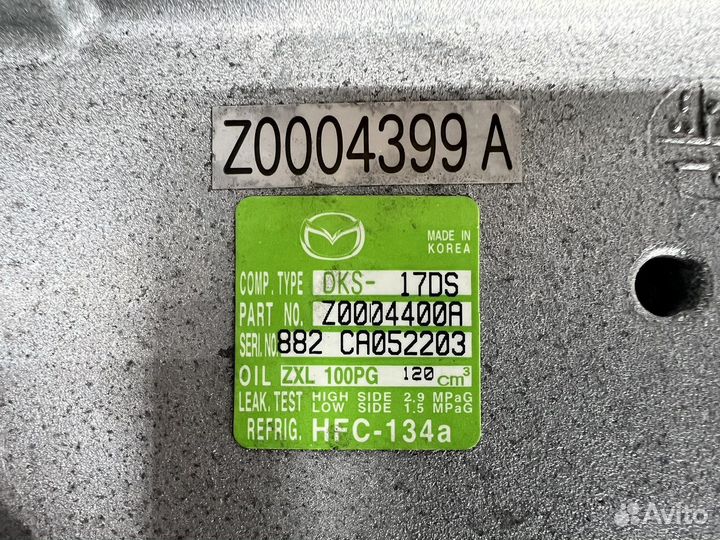 Z0004399 A
MADE IN
KOREA
COMP. TYPE DKS- 17DS
PART NO. Z0004400A
SERI. NO. 882 CA052203
OIL ZXL 100PG 120 cm³
LEAK. TEST HIGH SIDE 2.9 MPaG
LOW SIDE 1.5 MPaG
REFRIG. HFC-134a
Avito